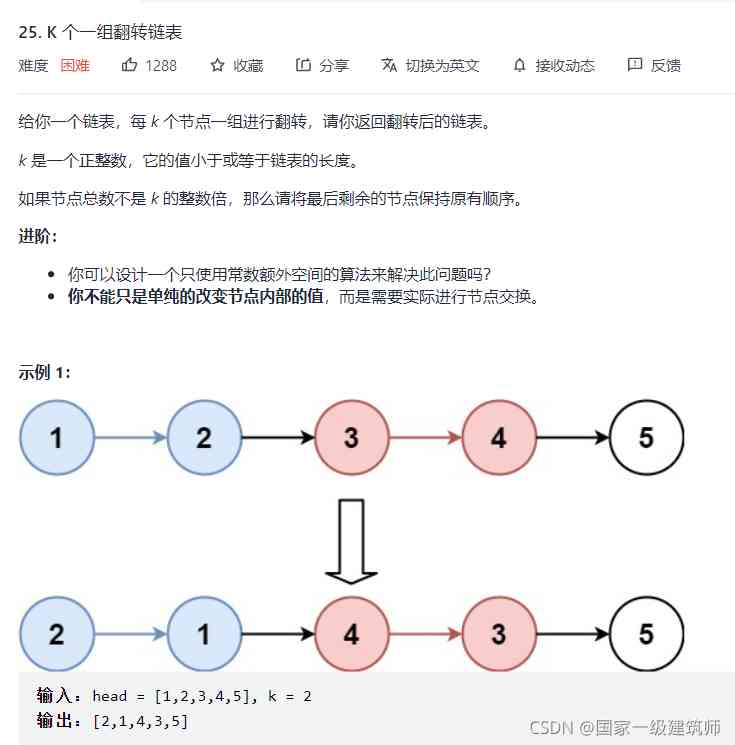 25. K 个一组翻转链表
难度 困难 1288 收藏 分享 切换为英文 接收动态 反馈
给你一个链表，每 k 个节点一组进行翻转，请你返回翻转后的链表。
k 是一个正整数，它的值小于或等于链表的长度。
如果节点总数不是 k 的整数倍，那么请将最后剩余的节点保持原有顺序。
进阶：
你可以设计一个只使用常数额外空间的算法来解决此问题吗？
你不能只是单纯的改变节点内部的值，而是需要实际进行节点交换。
示例 1：
1 2 3 4 5
2 1 4 3 5
输入：head = [1,2,3,4,5], k = 2
输出：[2,1,4,3,5]
CSDN @国家一级建筑师